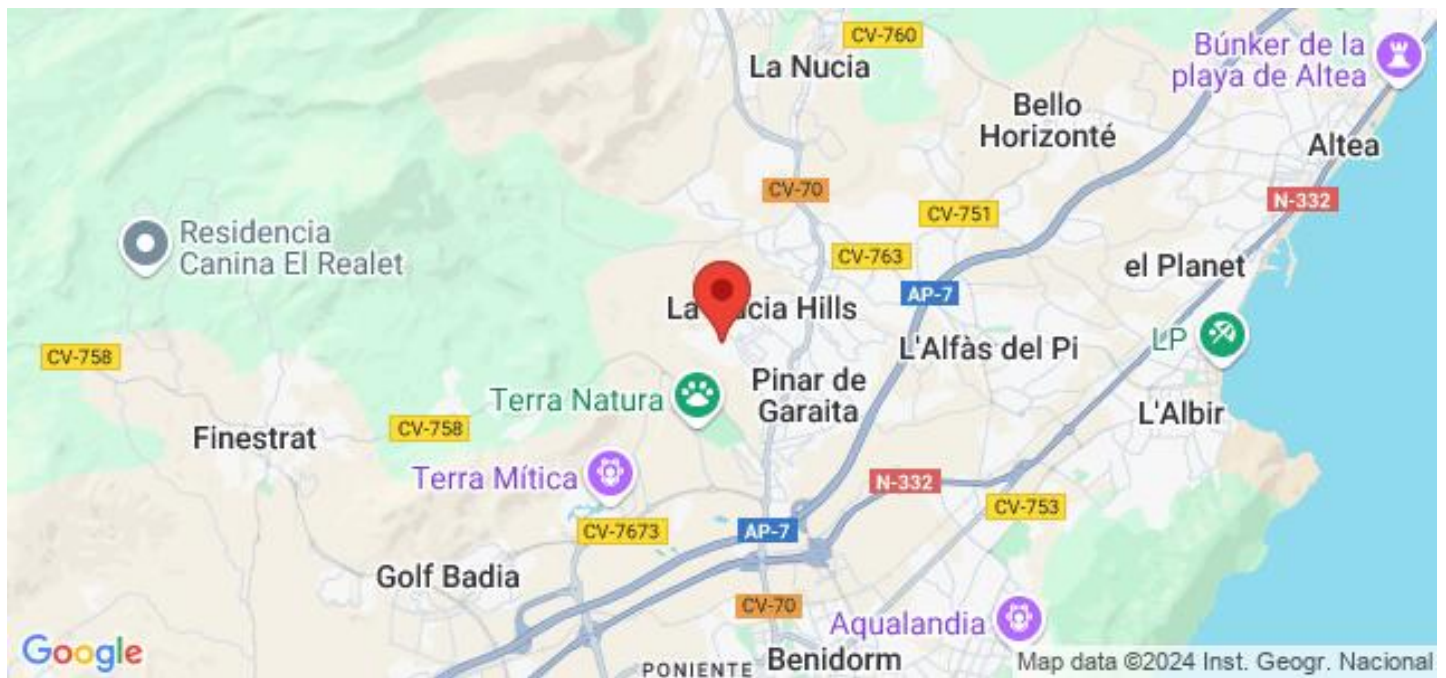 CV-760
La Nucia
Búnker de la
playa de Altea
Bello
Horizonté
Altea
CV-70
N-332
CV-751
Residencia
Canina El Realet
CV-763
el Planet
AP-7
La Nucia Hills
LP
CV-758
L'Alfàs del Pi
Pinar de
Garaita
Terra Natura
L'Albir
CV-758
Finestrat
Terra Mítica
N-332
CV-753
CV-7673
AP-7
Golf Badia
CV-70
Aqualandia
Google
PONIENTE
Benidorm
Map data ©2024 Inst. Geogr. Nacional